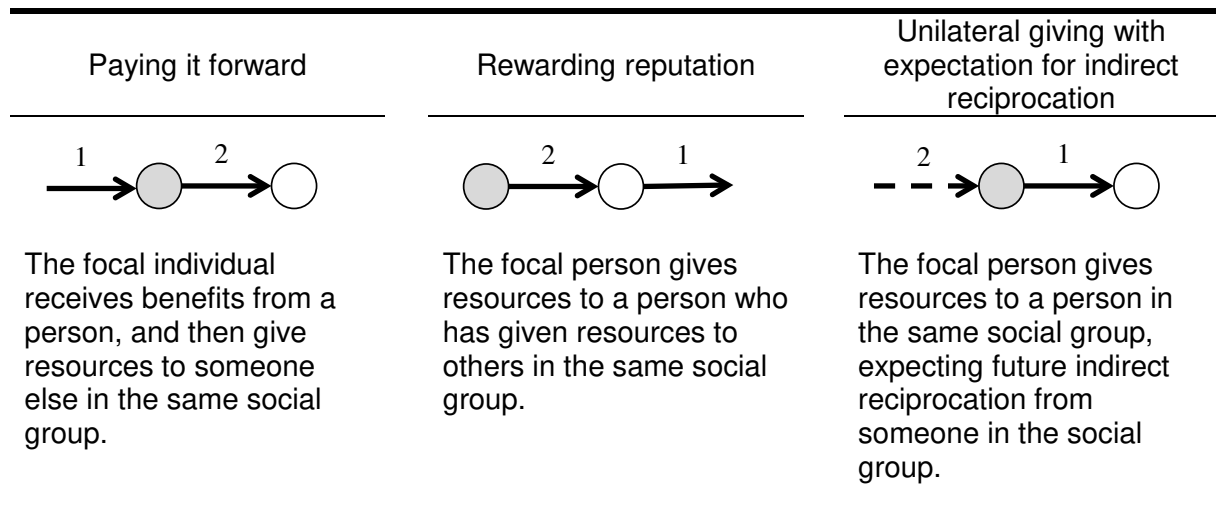 Paying it forward
Rewarding reputation
Unilateral giving with
expectation for indirect
reciprocation
1
2
2
1
2
1
The focal individual
receives benefits from a
person, and then give
resources to someone
else in the same social
group.
The focal person gives
resources to a person who
has given resources to
others in the same social
group.
The focal person gives
resources to a person in
the same social group,
expecting future indirect
reciprocation from
someone in the social
group.